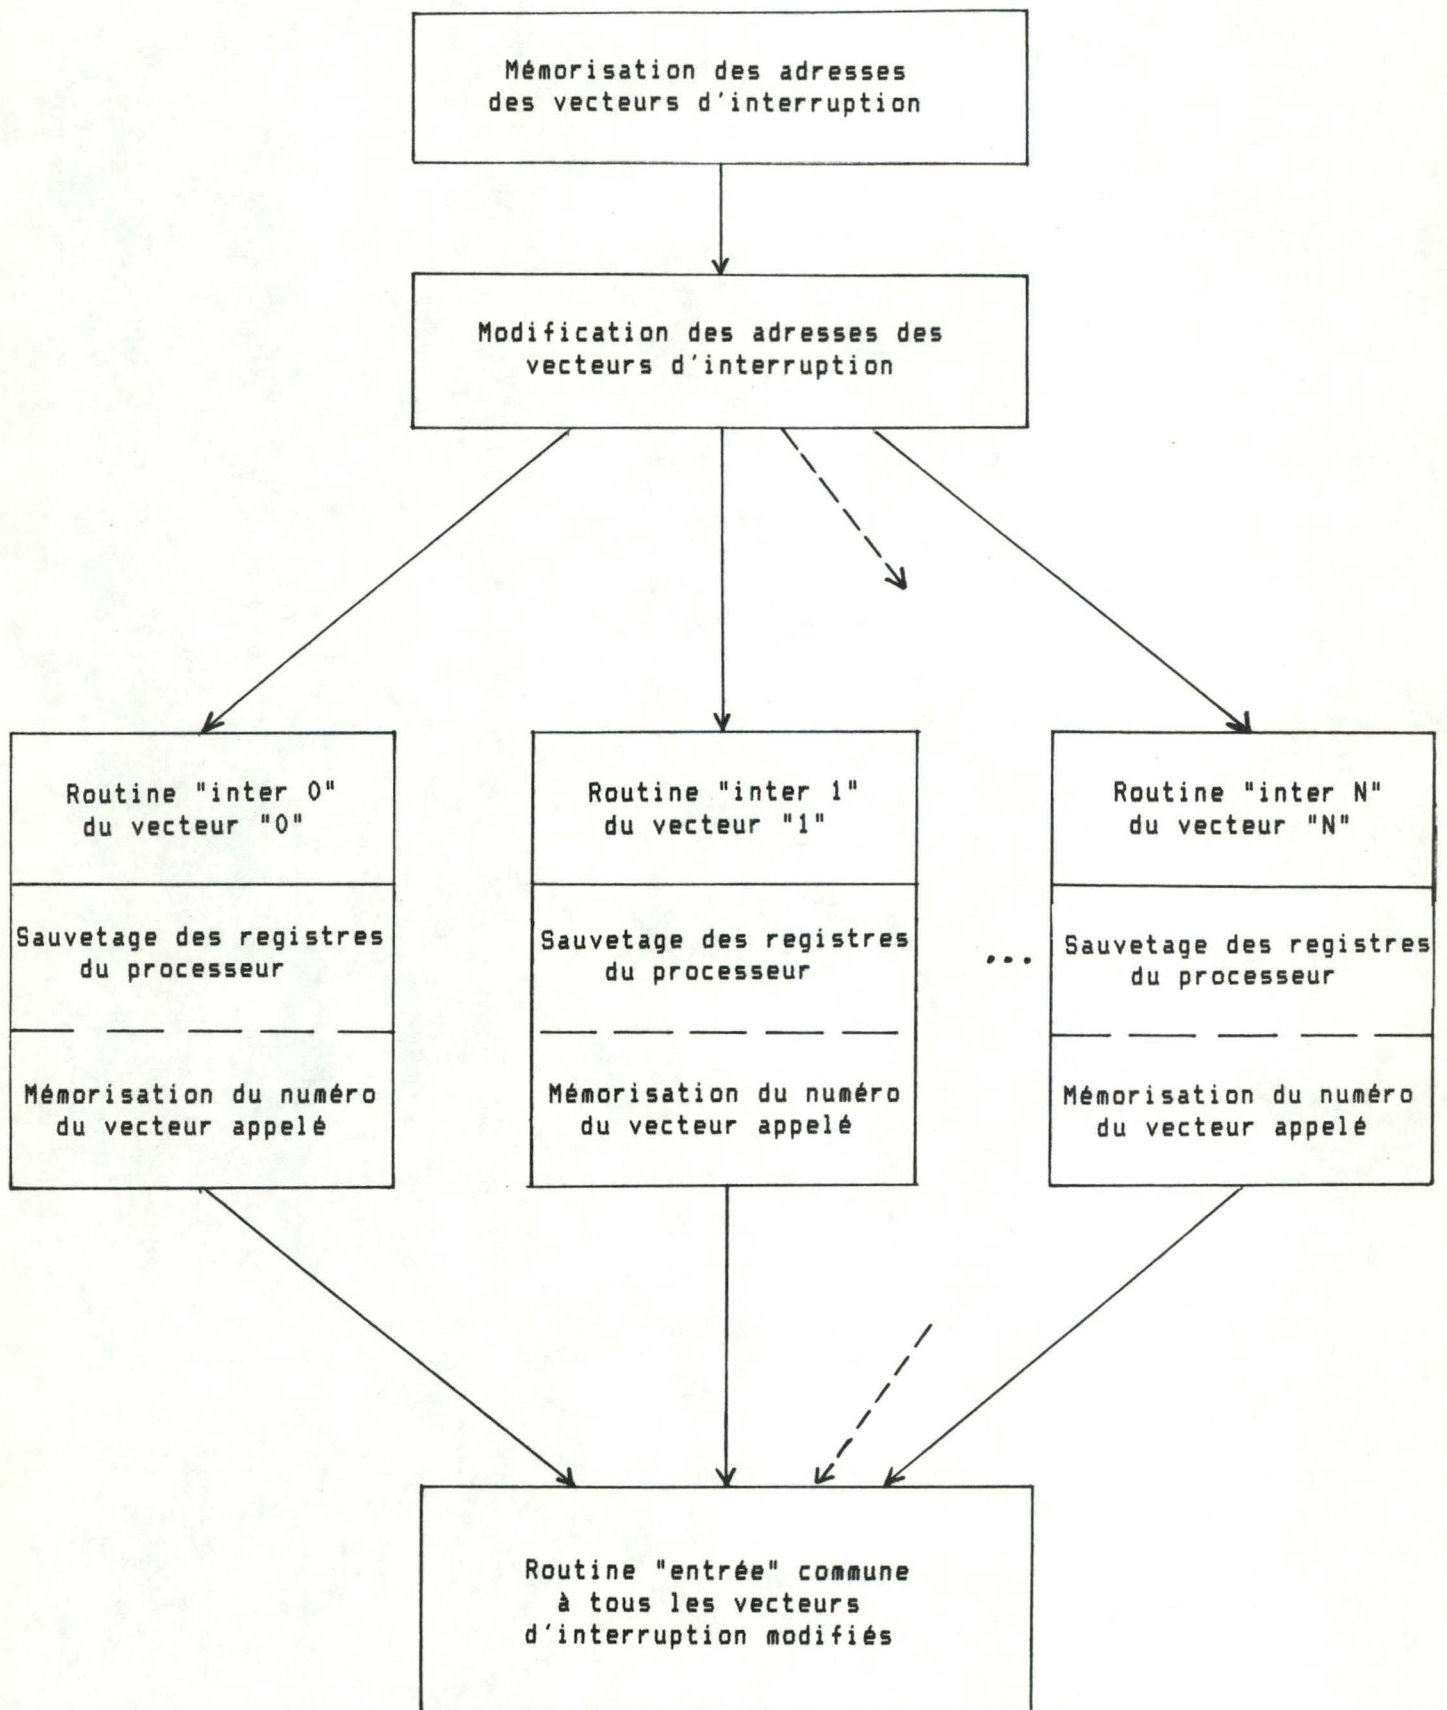 Mémorisation des adresses
des vecteurs d'interruption
Modification des adresses des
vecteurs d'interruption
Routine "inter 0"
du vecteur "0"
Sauvetage des registres
du processeur
Mémorisation du numéro
du vecteur appelé
Routine "inter 1"
du vecteur "1"
Sauvetage des registres
du processeur
Mémorisation du numéro
du vecteur appelé
...
Routine "inter N"
du vecteur "N"
Sauvetage des registres
du processeur
Mémorisation du numéro
du vecteur appelé
Routine "entrée" commune
à tous les vecteurs
d'interruption modifiés